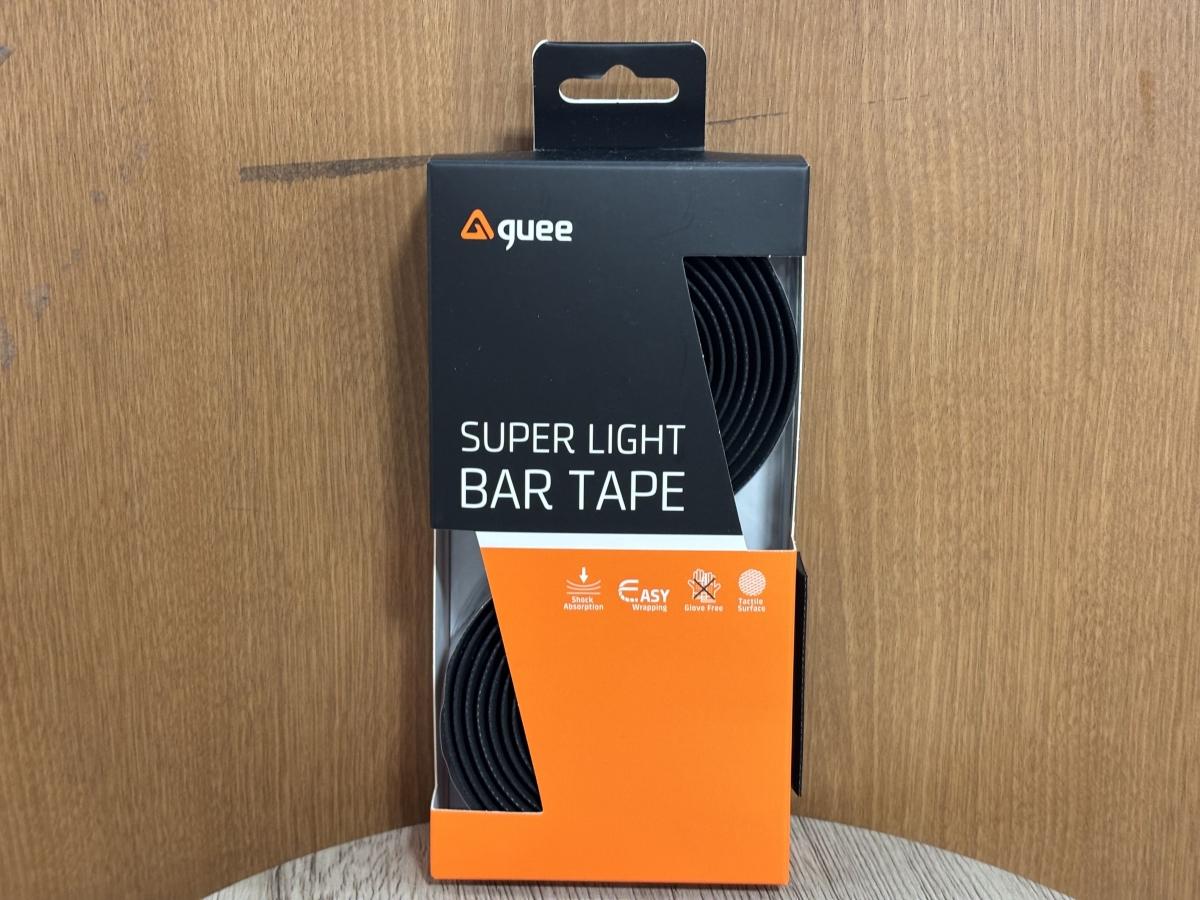 guee
SUPER LIGHT
BAR TAPE
Shock
Absorption
EASY
Wrapping
Glove Free
Tactile
Surface